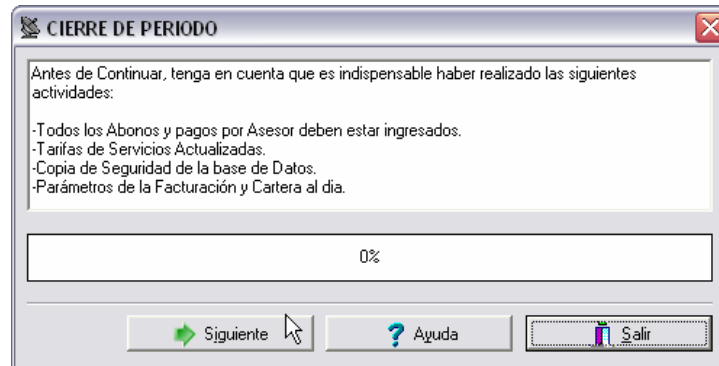 CIERRE DE PERIODO
Antes de Continuar, tenga en cuenta que es indispensable haber realizado las siguientes
actividades:
-Todos los Abonos y pagos por Asesor deben estar ingresados.
-Tarifas de Servicios Actualizadas.
-Copia de Seguridad de la base de Datos.
-Parámetros de la Facturación y Cartera al dia.
0%
Siguiente
Ayuda
Salir